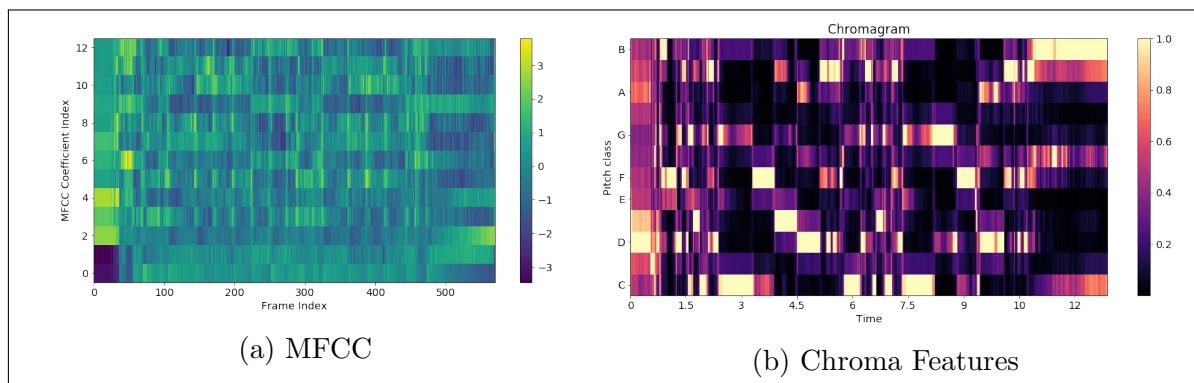 MFCC Coefficient Index
12
10
8
6
4
2
0
0 100 200 300 400 500
Frame Index
3
2
1
0
−1
−2
−3
(a) MFCC
Chromagram
Pitch class
B
A
G
F
E
D
C
0 1.5 3 4.5 6 7.5 9 10 12
Time
1.0
0.8
0.6
0.4
0.2
(b) Chroma Features